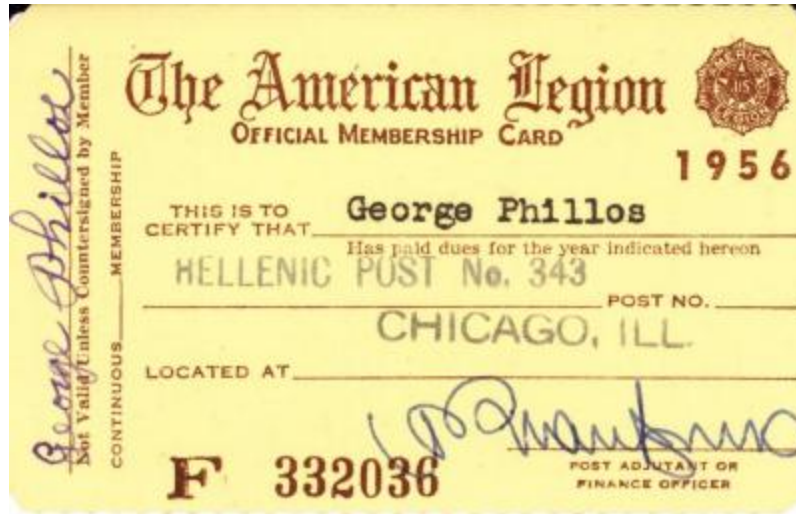 The American Legion
OFFICIAL MEMBERSHIP CARD
1956
THIS IS TO
CERTIFY THAT George Phillos
Has paid dues for the year indicated hereon
HELLENIC POST No. 343
POST NO.
CHICAGO, ILL.
LOCATED AT
POST ADJUTANT OR
FINANCE OFFICER
F 332036
George Phillos
Not Valid Unless Countersigned by Member
CONTINUOUS MEMBERSHIP